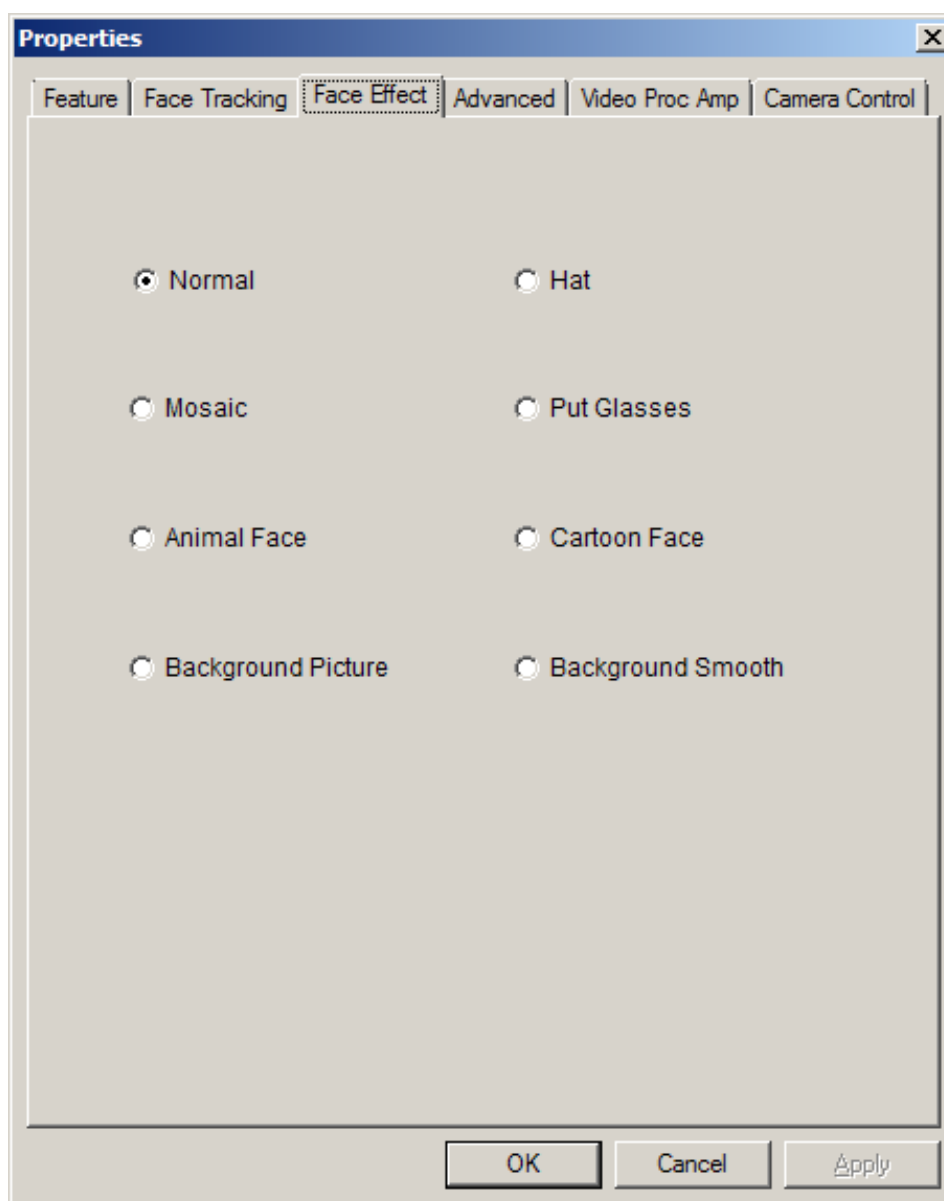 Properties
Feature Face Tracking Face Effect Advanced Video Proc Amp Camera Control
Normal Hat
Mosaic Put Glasses
Animal Face Cartoon Face
Background Picture Background Smooth
OK Cancel Apply